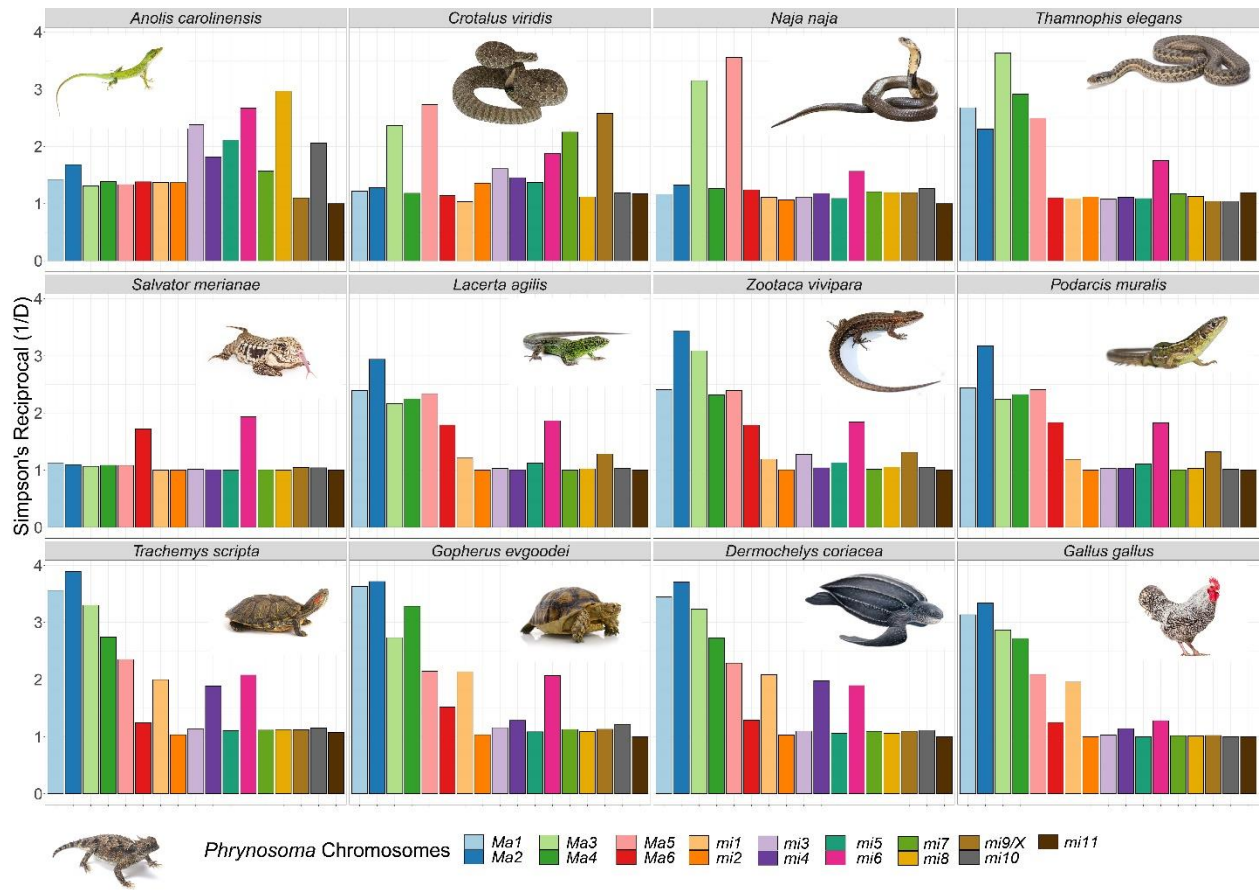 Anolis carolinensis Crotalus viridis Naja naja Thamnophis elegans
4
3
2
1
0
Salvator merianae Lacerta agilis Zootaca vivipara Podarcis muralis
4
3
2
1
0
Simpson's Reciprocal (1/D)
Trachemys scripta Gopherus evgoodei Dermochelys coriacea Gallus gallus
4
3
2
1
0
Phrynosoma Chromosomes
Ma1 Ma3 Ma5 mi1 mi3 mi5 mi7 mi9/X mi11
Ma2 Ma4 Ma6 mi2 mi4 mi6 mi8 mi10